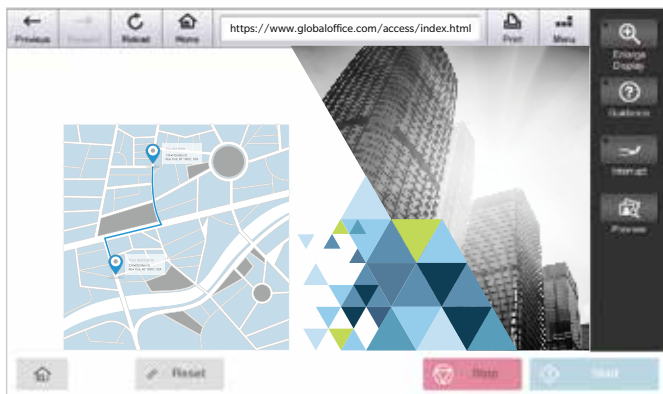 Previous
Reload
Home
https://www.globaloffice.com/access/index.html
Print
Menu
Enlarge
Display
Guidance
Interrupt
Preview
Reset
Stop
Start